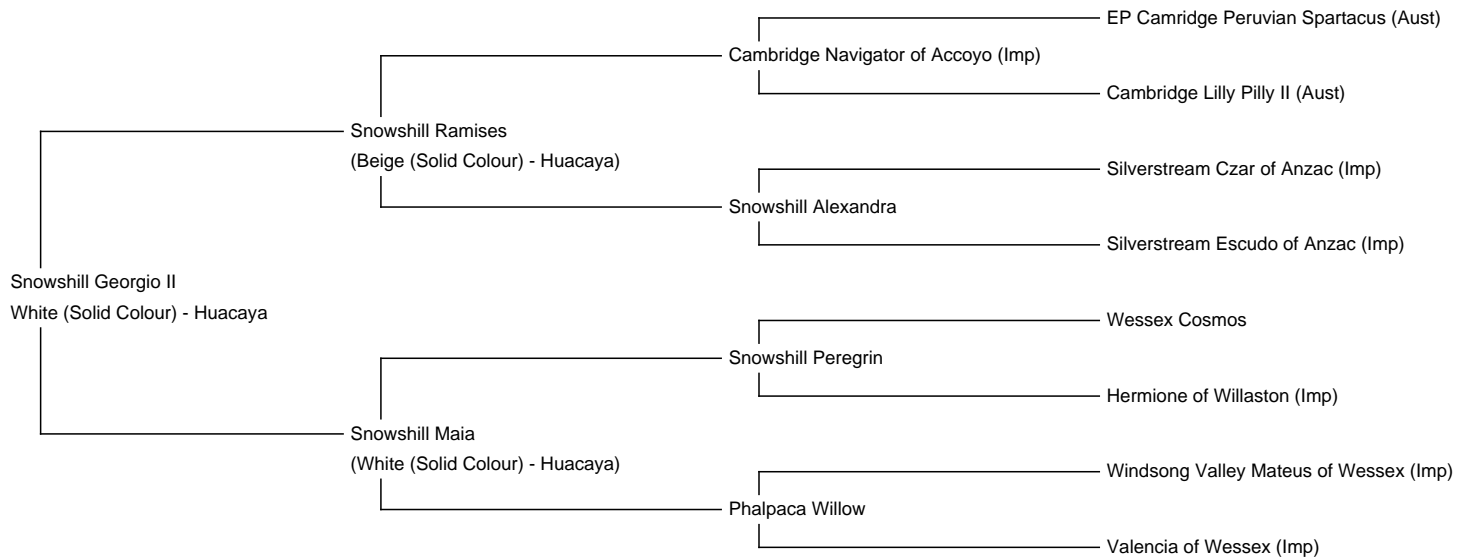 EP Camridge Peruvian Spartacus (Aust)
Cambridge Navigator of Accoyo (Imp)
Cambridge Lilly Pilly II (Aust)
Snowshill Ramises
(Beige (Solid Colour) - Huacaya)
Silverstream Czar of Anzac (Imp)
Snowshill Alexandra
Silverstream Escudo of Anzac (Imp)
Snowshill Georgio II
White (Solid Colour) - Huacaya
Wessex Cosmos
Snowshill Peregrin
Hermione of Willaston (Imp)
Snowshill Maia
(White (Solid Colour) - Huacaya)
Windsong Valley Mateus of Wessex (Imp)
Phalpaca Willow
Valencia of Wessex (Imp)